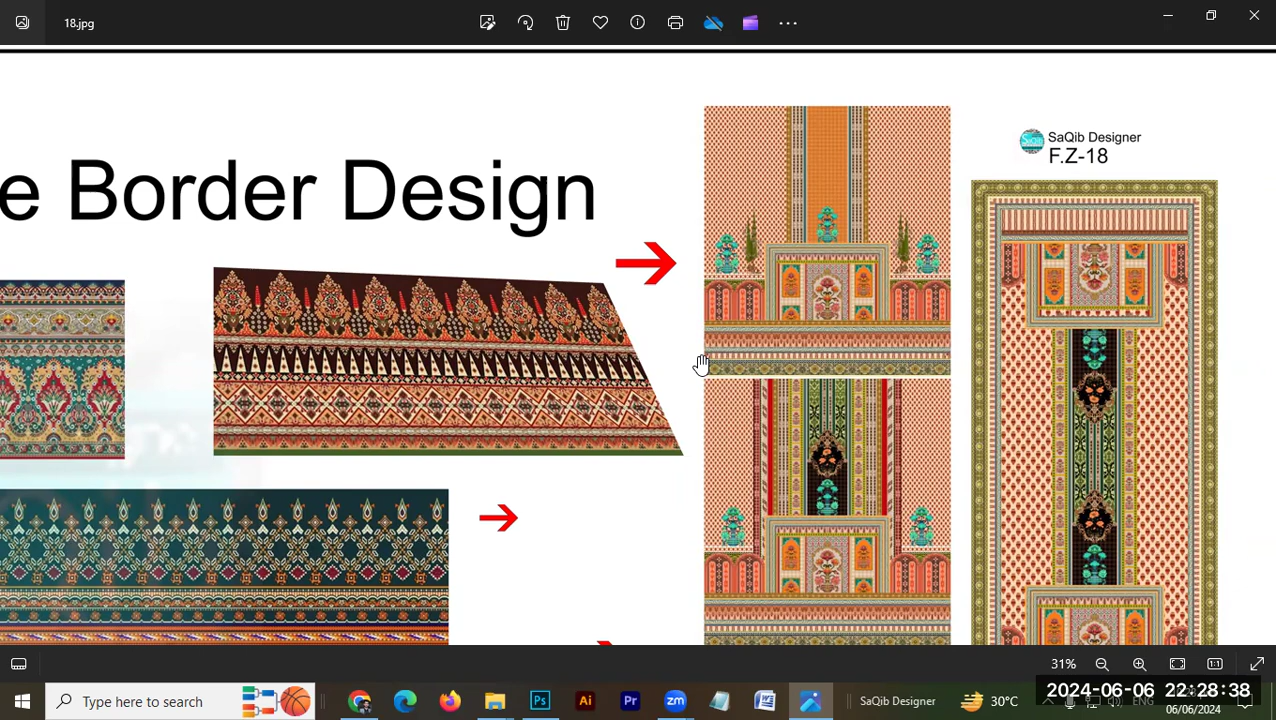 18.jpg
e Border Design
SaQib Designer
F.Z-18
31%
Type here to search
SaQib Designer
30°C
ENG
2024-06-06 22:28:38
06/06/2024